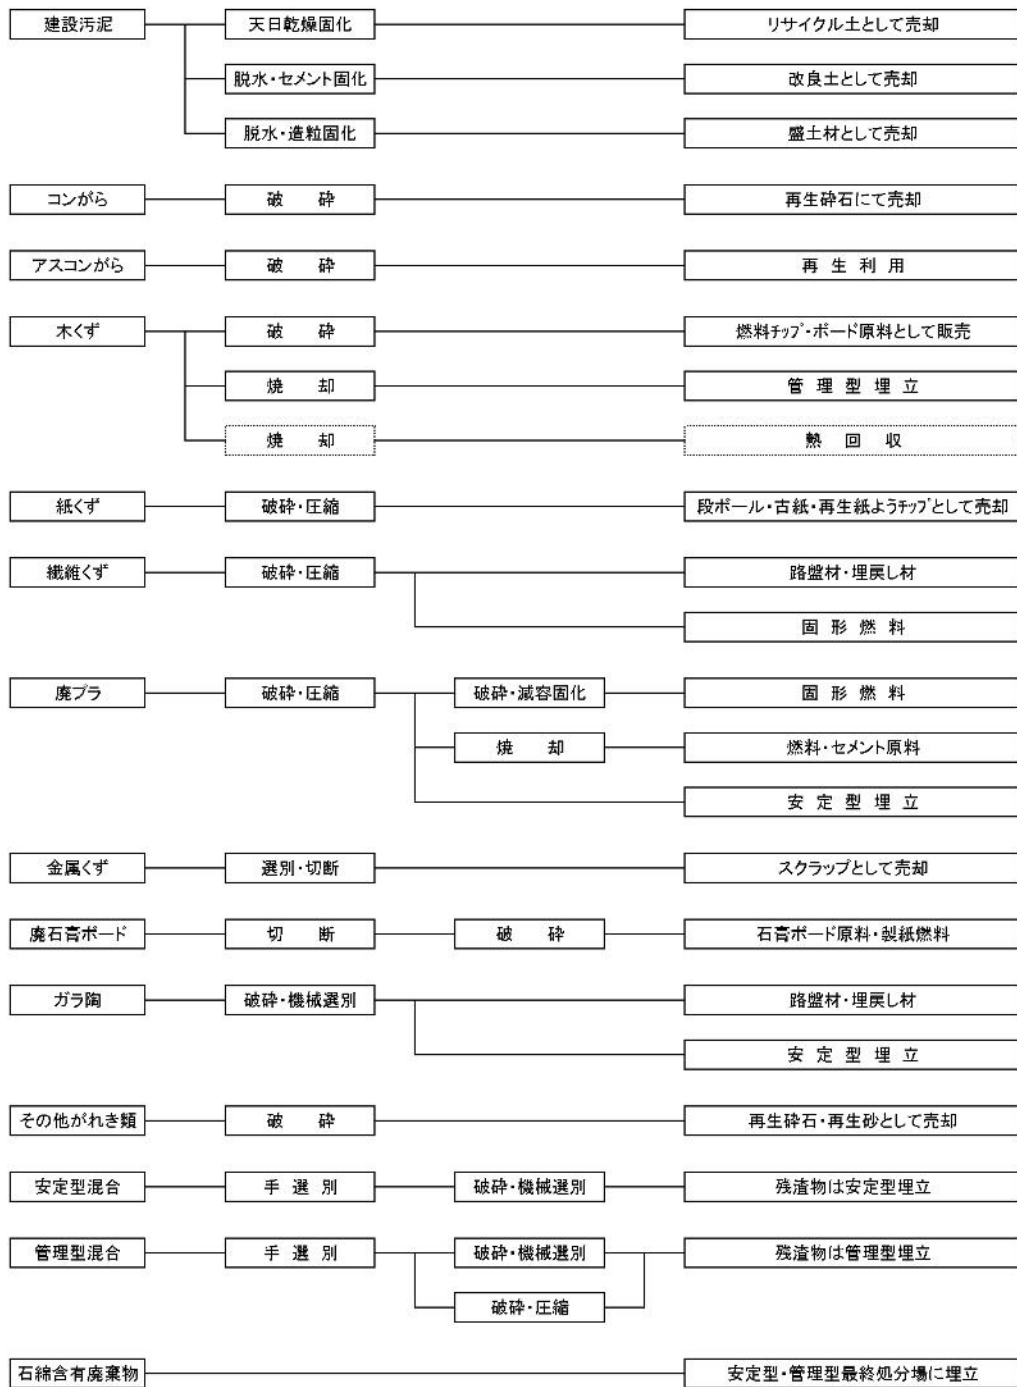 建設汚泥 天日乾燥固化 リサイクル土として売却
脱水・セメント固化 改良土として売却
脱水・造粒固化 盛土材として売却
コンがら 破砕 再生砕石にて売却
アスコンがら 破砕 再生利用
木くず 破砕 燃料チップ・ボード原料として販売
焼却 管理型埋立
焼却 熱回収
紙くず 破砕・圧縮 段ボール・古紙・再生紙ようチップとして売却
繊維くず 破砕・圧縮 路盤材・埋戻し材
固形燃料
廃プラ 破砕・圧縮 破砕・減容固化 固形燃料
焼却 燃料・セメント原料
安定型埋立
金属くず 選別・切断 スクラップとして売却
廃石膏ボード 切断 破砕 石膏ボード原料・製紙燃料
ガラ陶 破砕・機械選別 路盤材・埋戻し材
安定型埋立
その他がれき類 破砕 再生砕石・再生砂として売却
安定型混合 手選別 破砕・機械選別 残渣物は安定型埋立
管理型混合 手選別 破砕・機械選別 残渣物は管理型埋立
破砕・圧縮
石綿含有廃棄物 安定型・管理型最終処分場に埋立